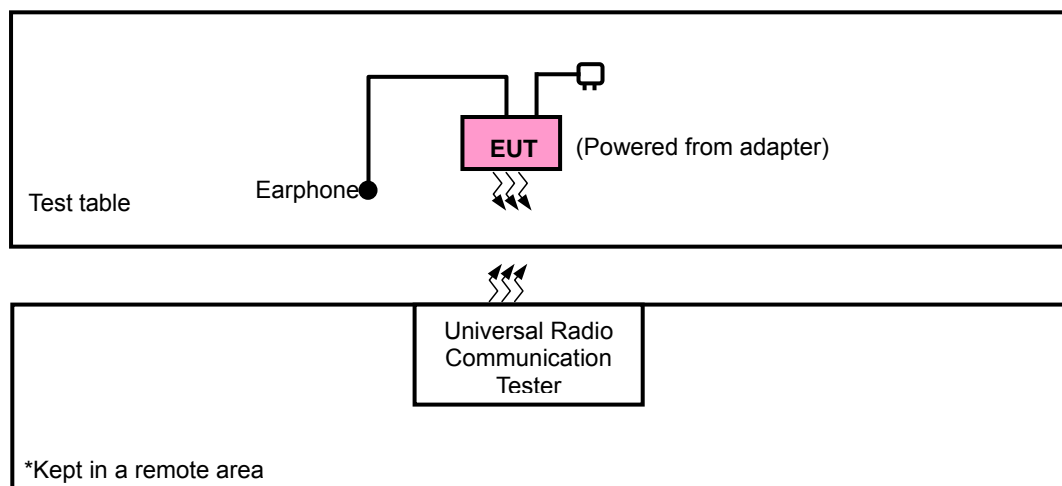 EUT
(Powered from adapter)
Earphone
Test table
Universal Radio
Communication
Tester
*Kept in a remote area